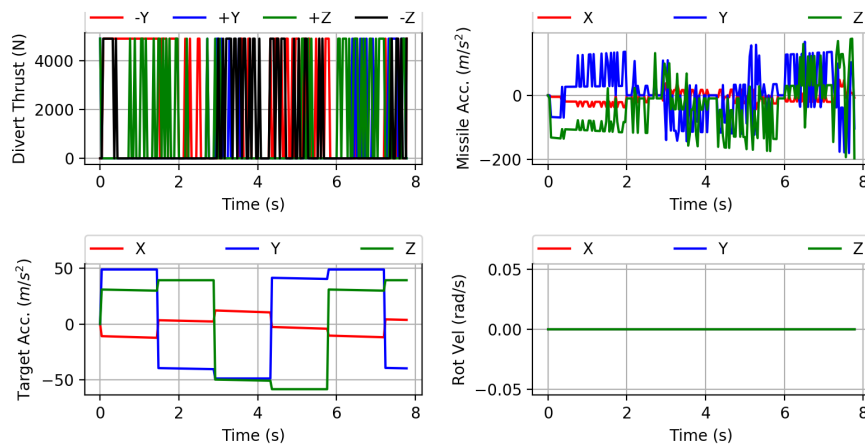 -Y +Y +Z -Z
Divert Thrust (N)
4000
2000
0
0 2 4 6 8
Time (s)
X Y Z
Missile Acc. (m/s²)
0
−200
0 2 4 6 8
Time (s)
X Y Z
Target Acc. (m/s²)
50
0
−50
0 2 4 6 8
Time (s)
X Y Z
Rot Vel (rad/s)
0.05
0.00
−0.05
0 2 4 6 8
Time (s)